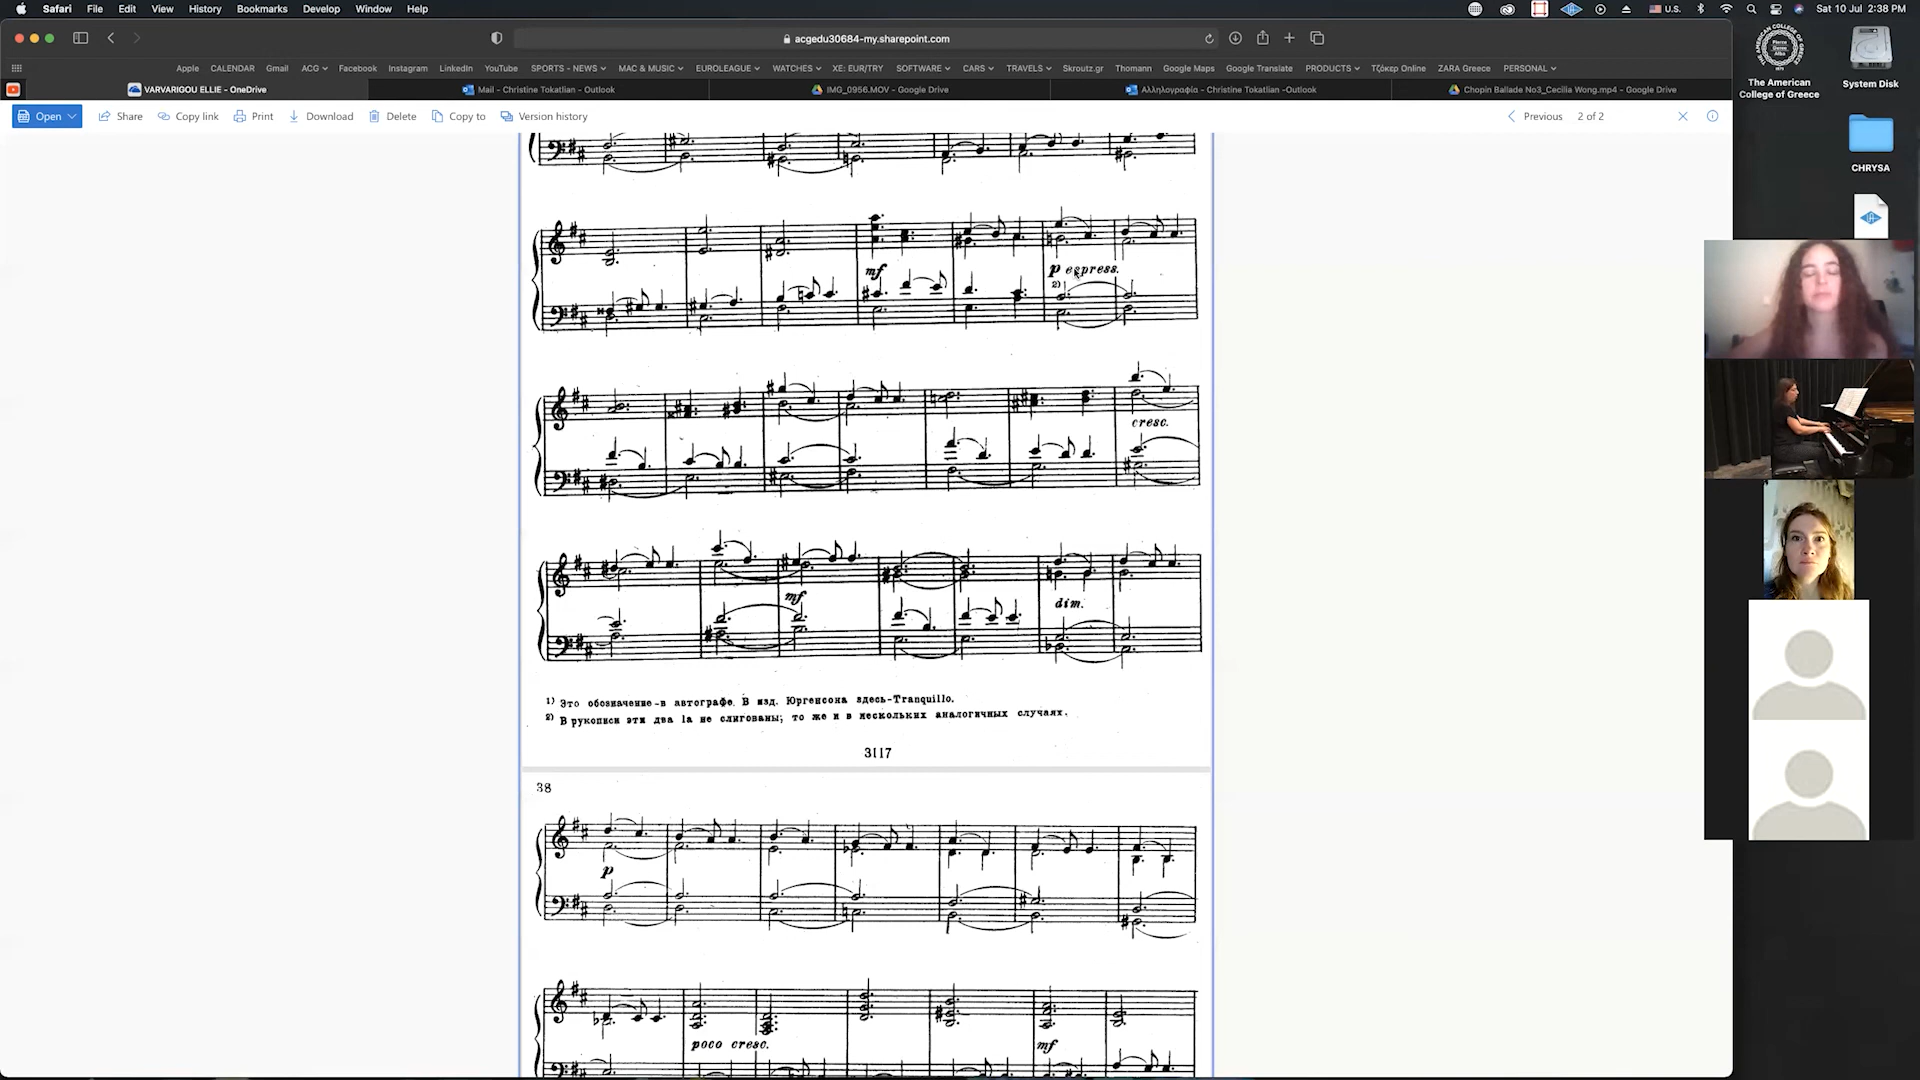 Safari File Edit View History Bookmarks Develop Window Help U.S. Sat 10 Jul 2:38 PM
acgedu30684-my.sharepoint.com
Apple CALENDAR Gmail ACG Facebook Instagram LinkedIn YouTube SPORTS - NEWS MAC & MUSIC EUROLEAGUE WATCHES XE: EUR/TRY SOFTWARE CARS TRAVELS Skroutz.gr Thomann Google Maps Google Translate PRODUCTS Τζόκερ Online ZARA Greece PERSONAL
VARVARIGOU ELLIE - OneDrive Mail - Christine Tokatlian - Outlook IMG_0956.MOV - Google Drive Αλληλογραφία - Christine Tokatlian -Outlook Chopin Ballade No3_Cecilia Wong.mp4 - Google Drive
Open Share Copy link Print Download Delete Copy to Version history Previous 2 of 2
THE AMERICAN COLLEGE OF GREECE
The American College of Greece
System Disk
CHRYSA
mf p espress.
2)
cresc.
mf dim.
1) Это обозначение-в автографе. В изд. Юргенсона здесь-Tranquillo.
2) В рукописи эти два la не слигованы; то же и в нескольких аналогичных случаях.
3117
38
p
poco cresc. mf